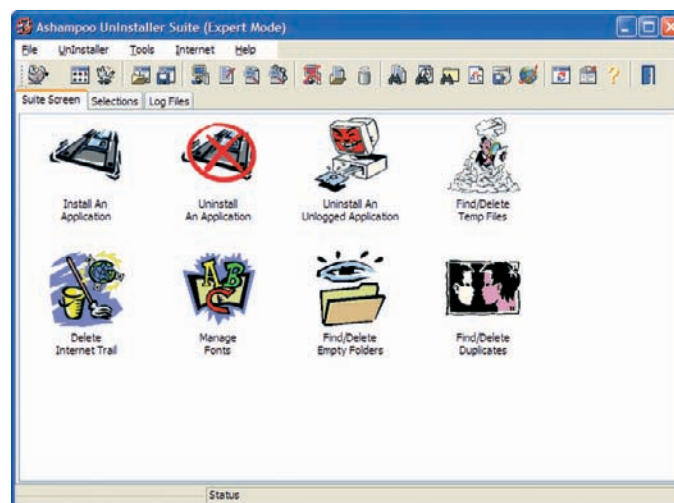 Ashampoo UnInstaller Suite (Expert Mode)
File UnInstaller Tools Internet Help
Suite Screen Selections Log Files
Install An
Application
Uninstall
An Application
Uninstall An
Unlogged Application
Find/Delete
Temp Files
Delete
Internet Trail
Manage
Fonts
Find/Delete
Empty Folders
Find/Delete
Duplicates
A B C
Status